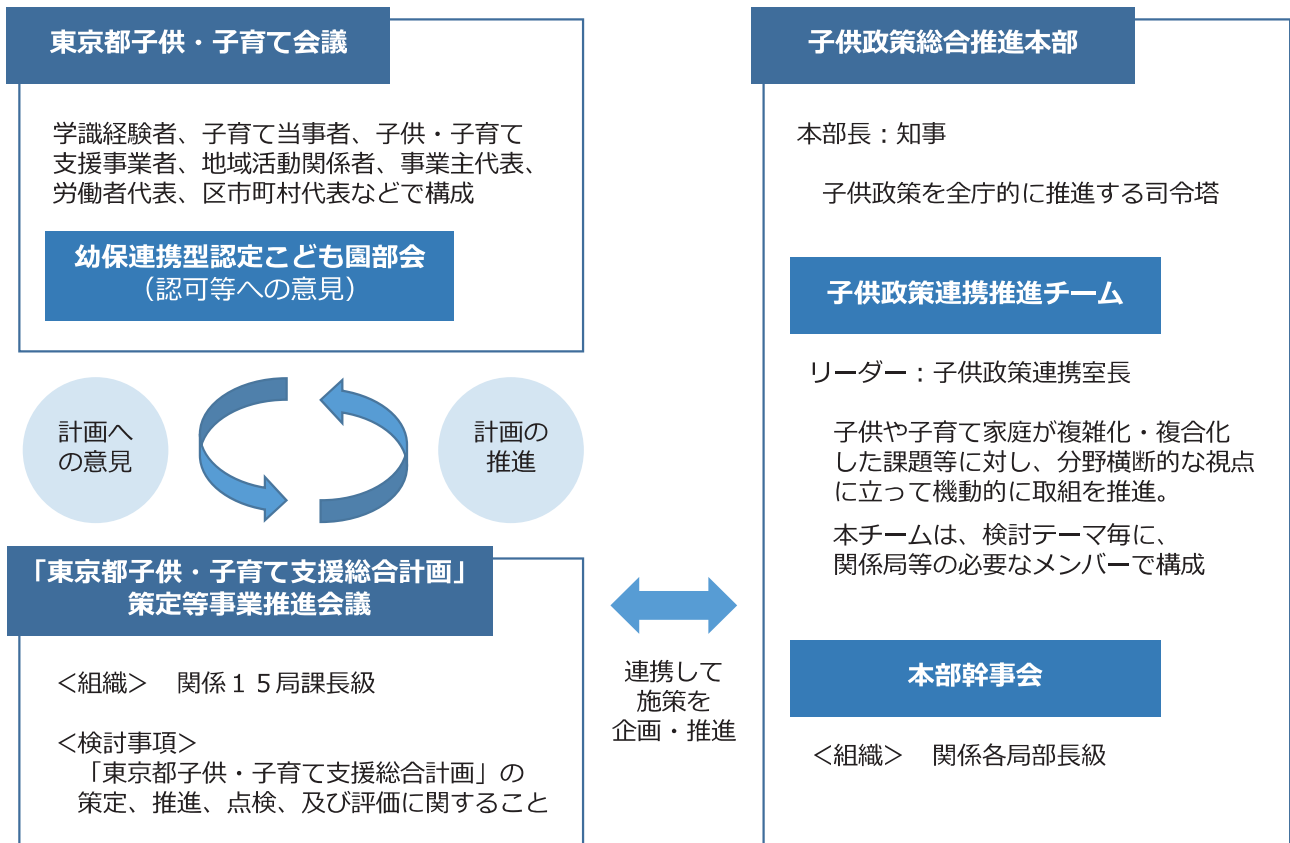 東京都子供・子育て会議
学識経験者、子育て当事者、子供・子育て
支援事業者、地域活動関係者、事業主代表、
労働者代表、区市町村代表などで構成
幼保連携型認定こども園部会
（認可等への意見）
計画へ
の意見
計画の
推進
「東京都子供・子育て支援総合計画」
策定等事業推進会議
＜組織＞　関係１５局課長級
＜検討事項＞
「東京都子供・子育て支援総合計画」の
策定、推進、点検、及び評価に関すること
連携して
施策を
企画・推進
子供政策総合推進本部
本部長：知事
子供政策を全庁的に推進する司令塔
子供政策連携推進チーム
リーダー：子供政策連携室長
子供や子育て家庭が複雑化・複合化
した課題等に対し、分野横断的な視点
に立って機動的に取組を推進。
本チームは、検討テーマ毎に、
関係局等の必要なメンバーで構成
本部幹事会
＜組織＞　関係各局部長級